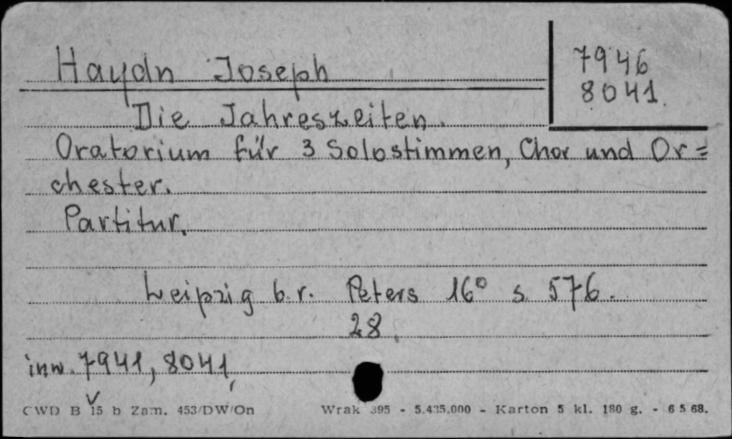 Haydn Joseph
7946
8041
Die Jahreszeiten.
Oratorium für 3 Solostimmen, Chor und Or=
chester.
Partitur.
Leipzig b.r. Peters 16° s. 576.
28.
inw. 7941, 8041,
CWD B 15 b Zam. 453/DW/On Wrak 395 - 5.435.000 - Karton 5 kl. 180 g. - 6 5 68.